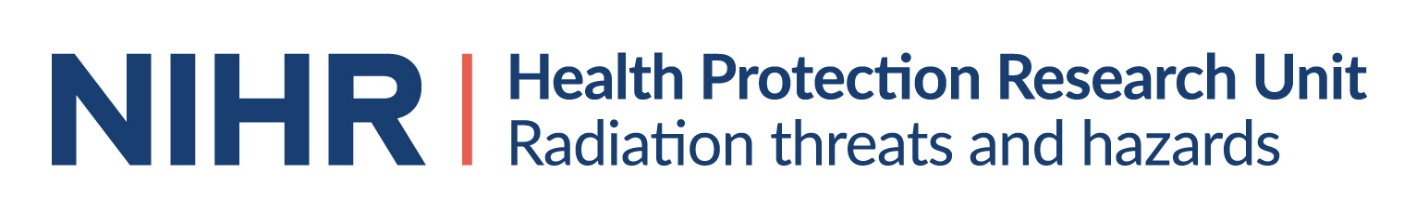 NIHR
Health Protection Research Unit
Radiation threats and hazards